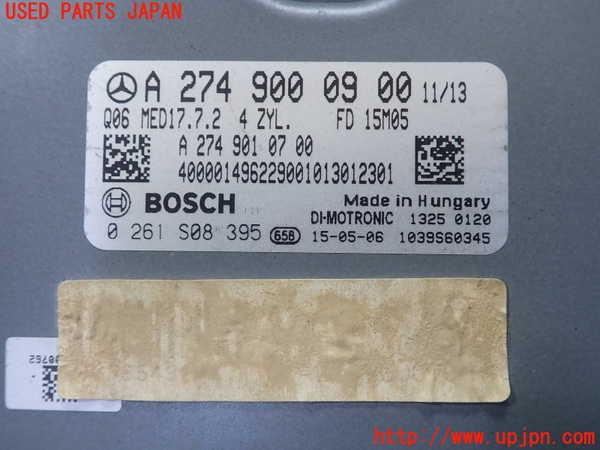 USED PARTS JAPAN
A 274 900 09 00 11/13
Q06 MED17.7.2 4 ZYL. FD 15M05
A 274 901 07 00
400001496229001013012301
BOSCH
Made in Hungary
DI-MOTRONIC 1325 0120
0 261 S08 395 658 15-05-06 1039S60345
http://www.upjpn.com/